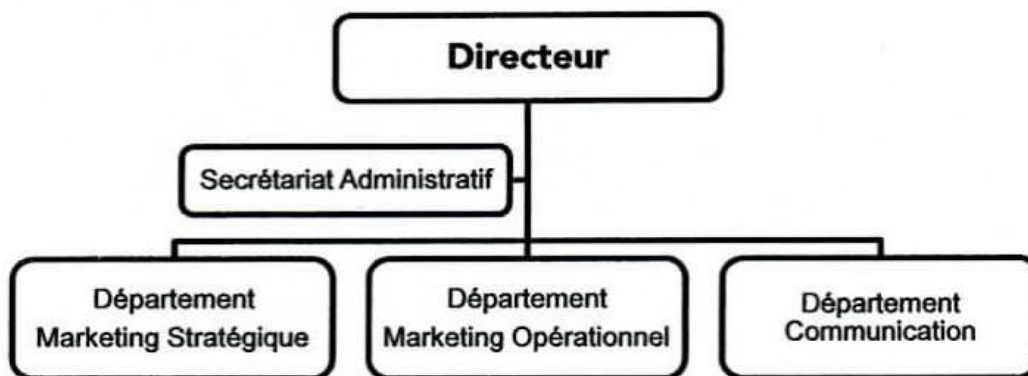 Directeur
Secrétariat Administratif
Département
Marketing Stratégique
Département
Marketing Opérationnel
Département
Communication